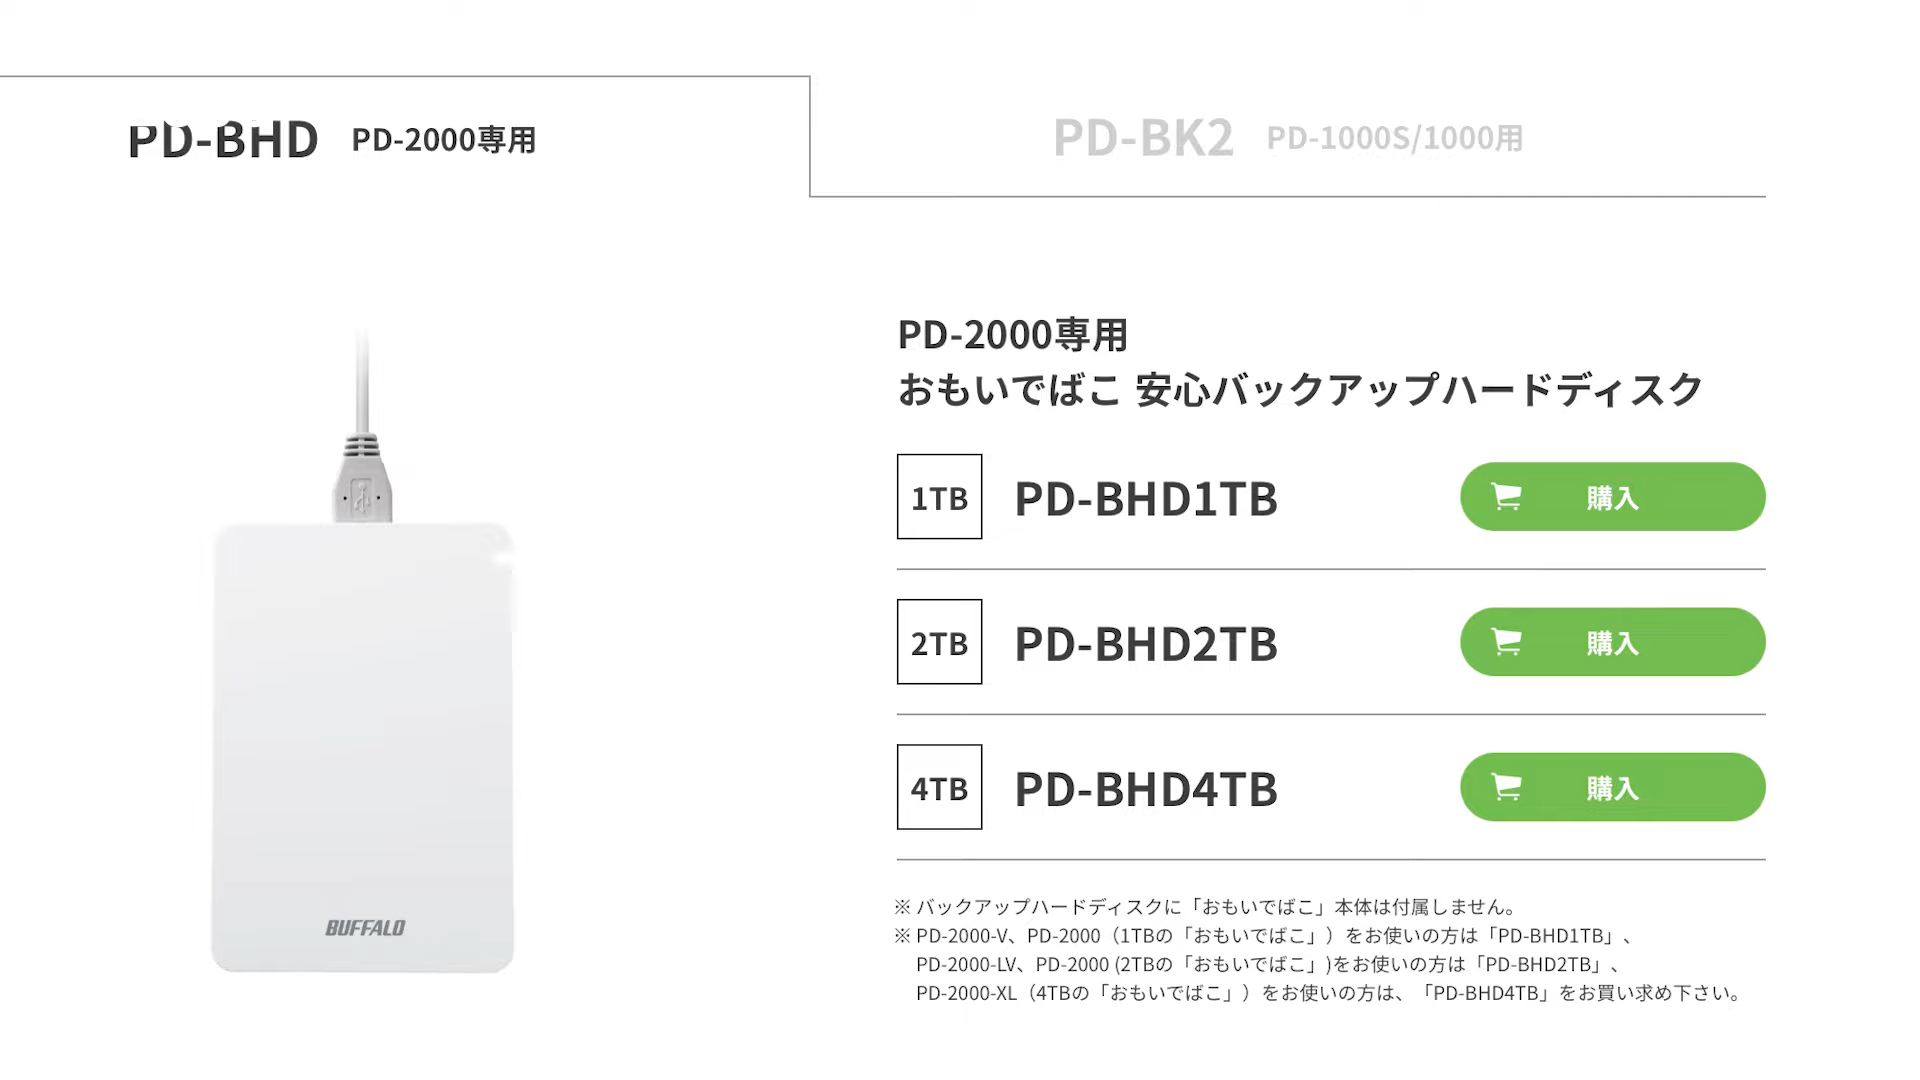 PD-BHD PD-2000専用
PD-BK2 PD-1000S/1000用
PD-2000専用
おもいでばこ 安心バックアップハードディスク
1TB PD-BHD1TB 購入
2TB PD-BHD2TB 購入
4TB PD-BHD4TB 購入
BUFFALO
※ バックアップハードディスクに「おもいでばこ」本体は付属しません。
※ PD-2000-V、PD-2000（1TBの「おもいでばこ」）をお使いの方は「PD-BHD1TB」、
PD-2000-LV、PD-2000 (2TBの「おもいでばこ」)をお使いの方は「PD-BHD2TB」、
PD-2000-XL（4TBの「おもいでばこ」）をお使いの方は、「PD-BHD4TB」をお買い求め下さい。